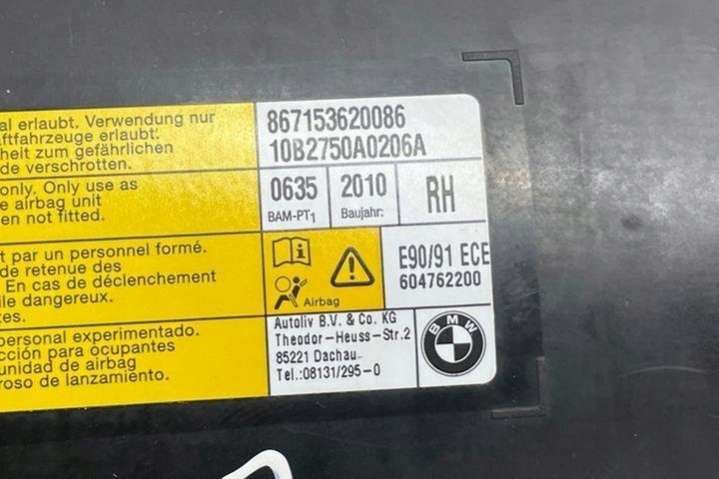 al erlaubt. Verwendung nur
ftfahrzeuge erlaubt.
heit zum gefährlichen
de verschrotten.
only. Only use as
e airbag unit
en not fitted.
t par un personnel formé.
de retenue des
. En cas de déclenchement
ile dangereux.
tes.
personal experimentado.
cción para ocupantes
unidad de airbag
roso de lanzamiento.
867153620086
10B2750A0206A
0635
BAM-PT1
2010
Baujahr:
RH
Airbag
E90/91 ECE
604762200
Autoliv B.V. & Co. KG
Theodor-Heuss-Str.2
85221 Dachau
Tel.:08131/295-0
BMW